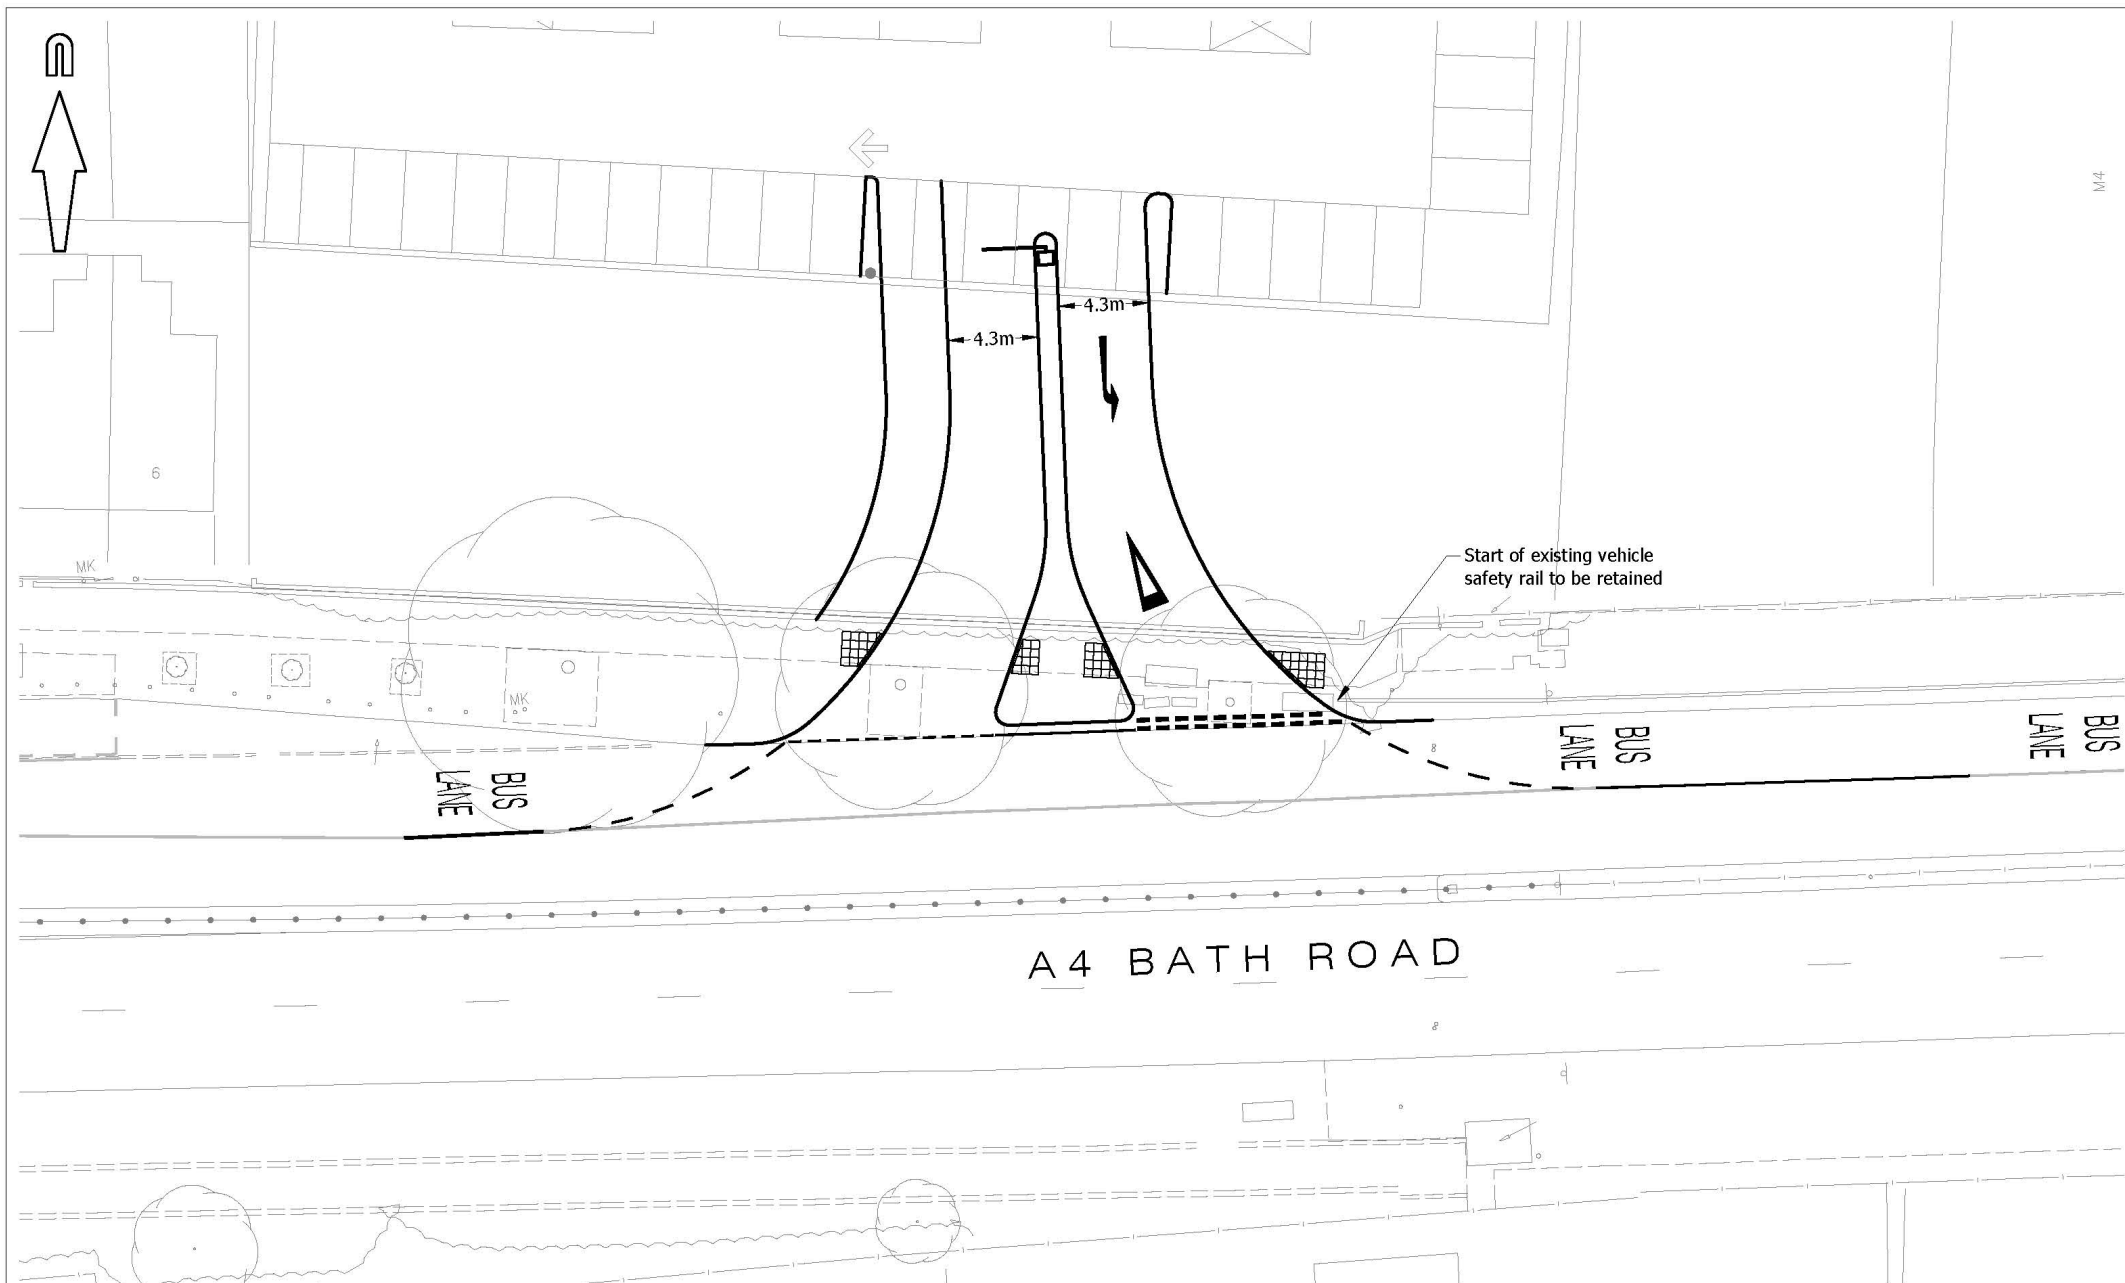 M4
4.3m
4.3m
6
Start of existing vehicle
safety rail to be retained
MK
MK
BUS
LANE
BUS
LANE
BUS
LANE
A4 BATH ROAD